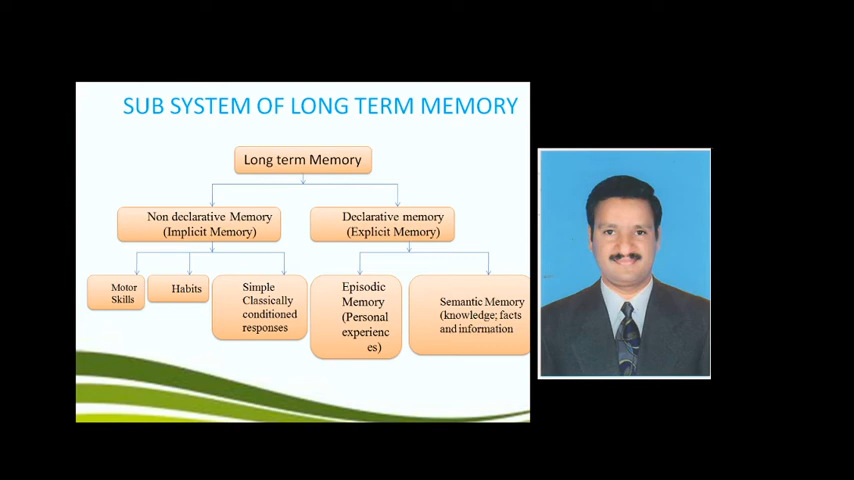 SUB SYSTEM OF LONG TERM MEMORY
Long term Memory
Non declarative Memory
(Implicit Memory)
Declarative memory
(Explicit Memory)
Motor
Skills
Habits
Simple
Classically
conditioned
responses
Episodic
Memory
(Personal
experienc
es)
Semantic Memory
(knowledge; facts
and information